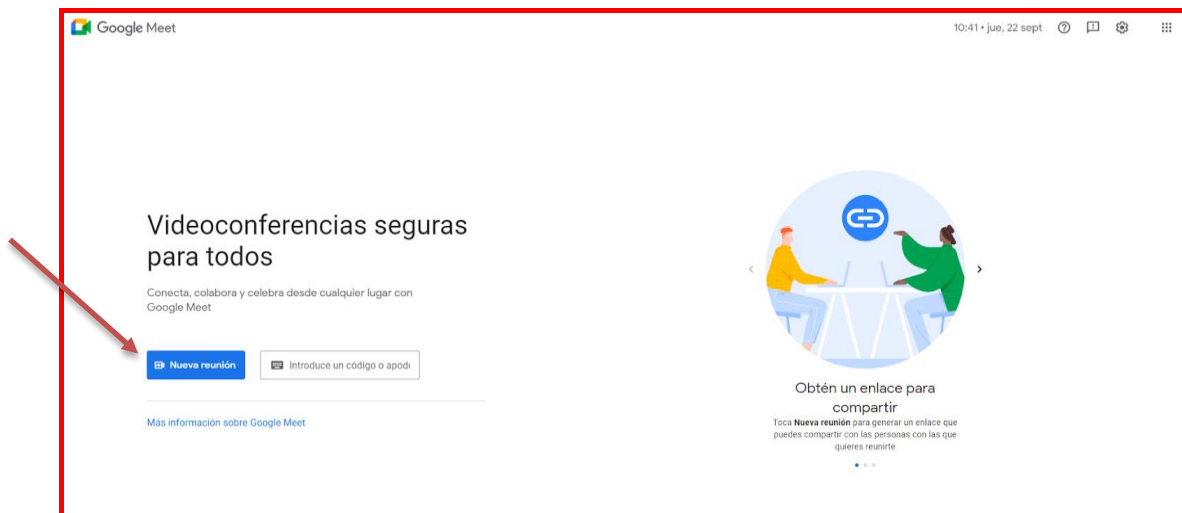 Google Meet
10:41 • jue, 22 sept
Videoconferencias seguras
para todos
Conecta, colabora y celebra desde cualquier lugar con
Google Meet
Nueva reunión
Introduce un código o apod
Más información sobre Google Meet
Obtén un enlace para
compartir
Toca Nueva reunión para generar un enlace que
puedes compartir con las personas con las que
quieres reunirte